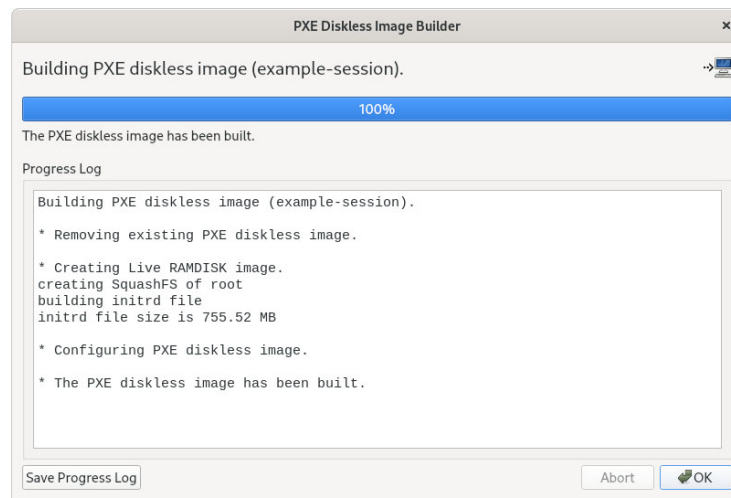 PXE Diskless Image Builder
Building PXE diskless image (example-session).
100%
The PXE diskless image has been built.
Progress Log
Building PXE diskless image (example-session).
* Removing existing PXE diskless image.
* Creating Live RAMDISK image.
creating SquashFS of root
building initrd file
initrd file size is 755.52 MB
* Configuring PXE diskless image.
* The PXE diskless image has been built.
Save Progress Log
Abort
OK